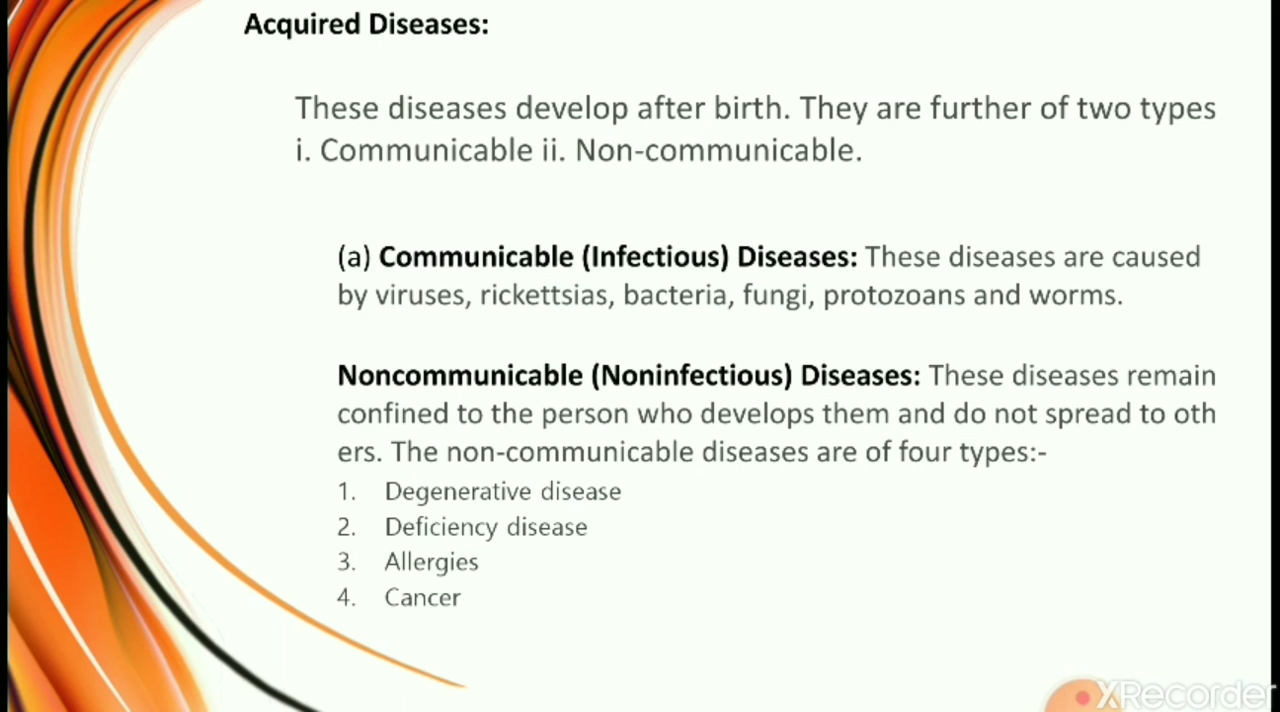 Acquired Diseases:
These diseases develop after birth. They are further of two types
i. Communicable ii. Non-communicable.
(a) Communicable (Infectious) Diseases: These diseases are caused
by viruses, rickettsias, bacteria, fungi, protozoans and worms.
Noncommunicable (Noninfectious) Diseases: These diseases remain
confined to the person who develops them and do not spread to oth
ers. The non-communicable diseases are of four types:-
1. Degenerative disease
2. Deficiency disease
3. Allergies
4. Cancer
XRecorder